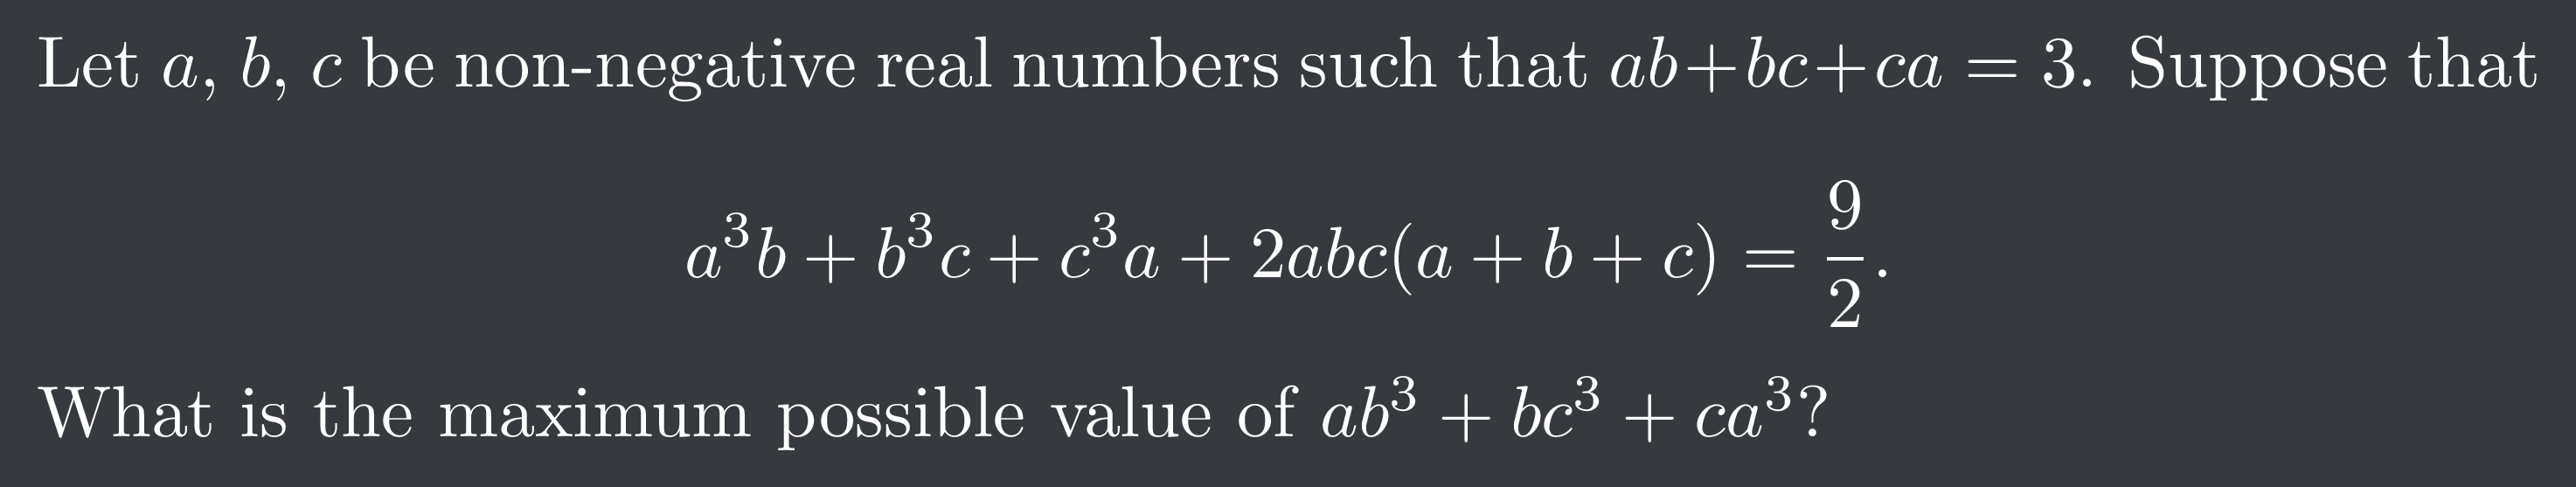 Let a, b, c be non-negative real numbers such that ab+bc+ca = 3. Suppose that
a³b + b³c + c³a + 2abc(a + b + c) = 9/2.
What is the maximum possible value of ab³ + bc³ + ca³?